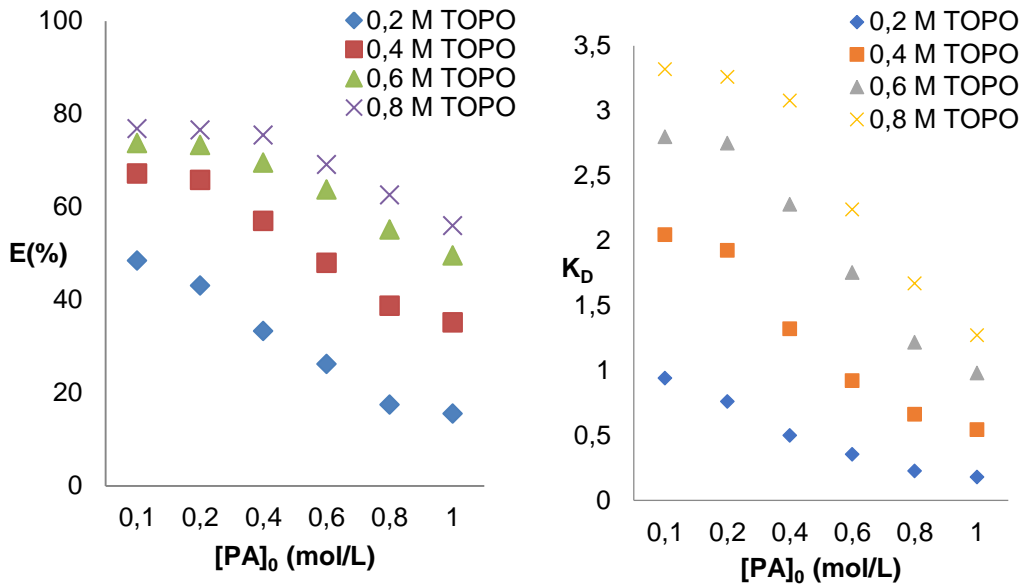 100
80
60
40
20
0
E(%)
0,2 M TOPO
0,4 M TOPO
0,6 M TOPO
0,8 M TOPO
0,1 0,2 0,4 0,6 0,8 1
[PA]₀ (mol/L)
0,2 M TOPO
0,4 M TOPO
0,6 M TOPO
0,8 M TOPO
3,5
3
2,5
2
1,5
1
0,5
0
K_D
0,1 0,2 0,4 0,6 0,8 1
[PA]₀ (mol/L)